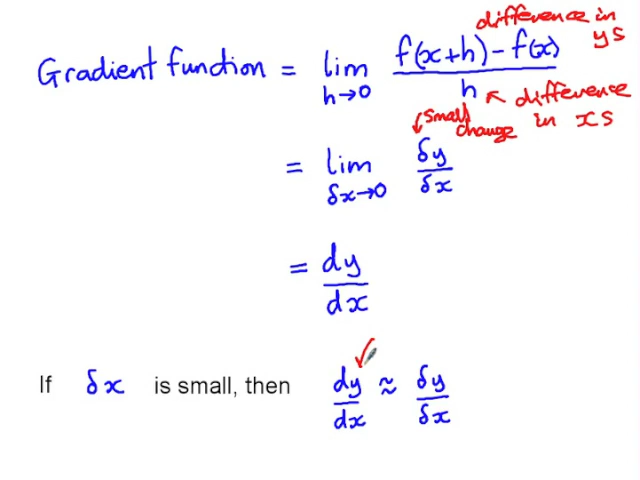 difference in
ys
Gradient function = lim f(x+h) - f(x)
h→0 h
difference
in xs
small
change
= lim δy
δx→0 δx
= dy
dx
If δx is small, then dy ≈ δy
dx δx